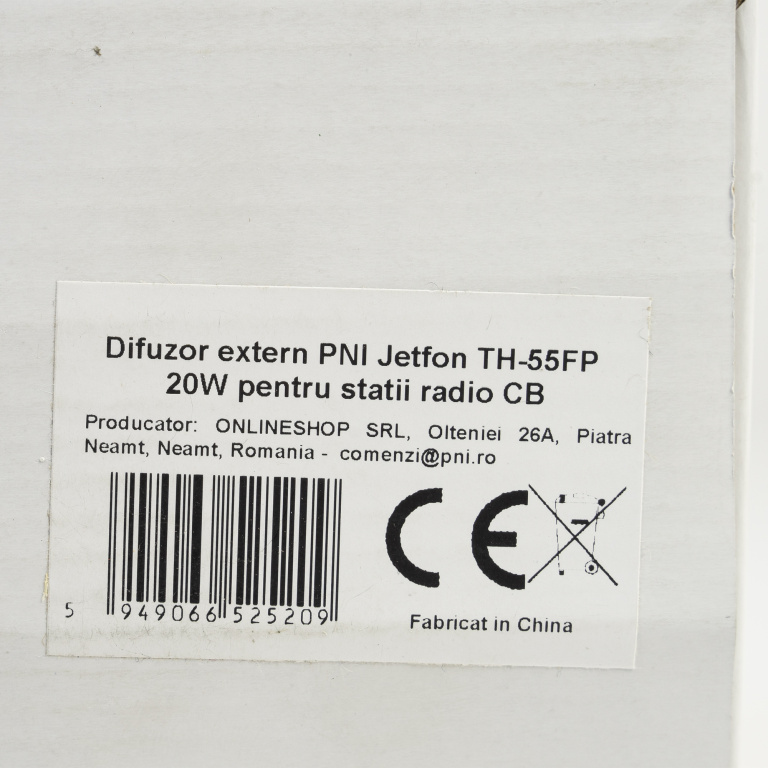 Difuzor extern PNI Jetfon TH-55FP
20W pentru statii radio CB
Producator: ONLINESHOP SRL, Olteniei 26A, Piatra
Neamt, Neamt, Romania - comenzi@pni.ro
5 949066 525209
CE
Fabricat in China